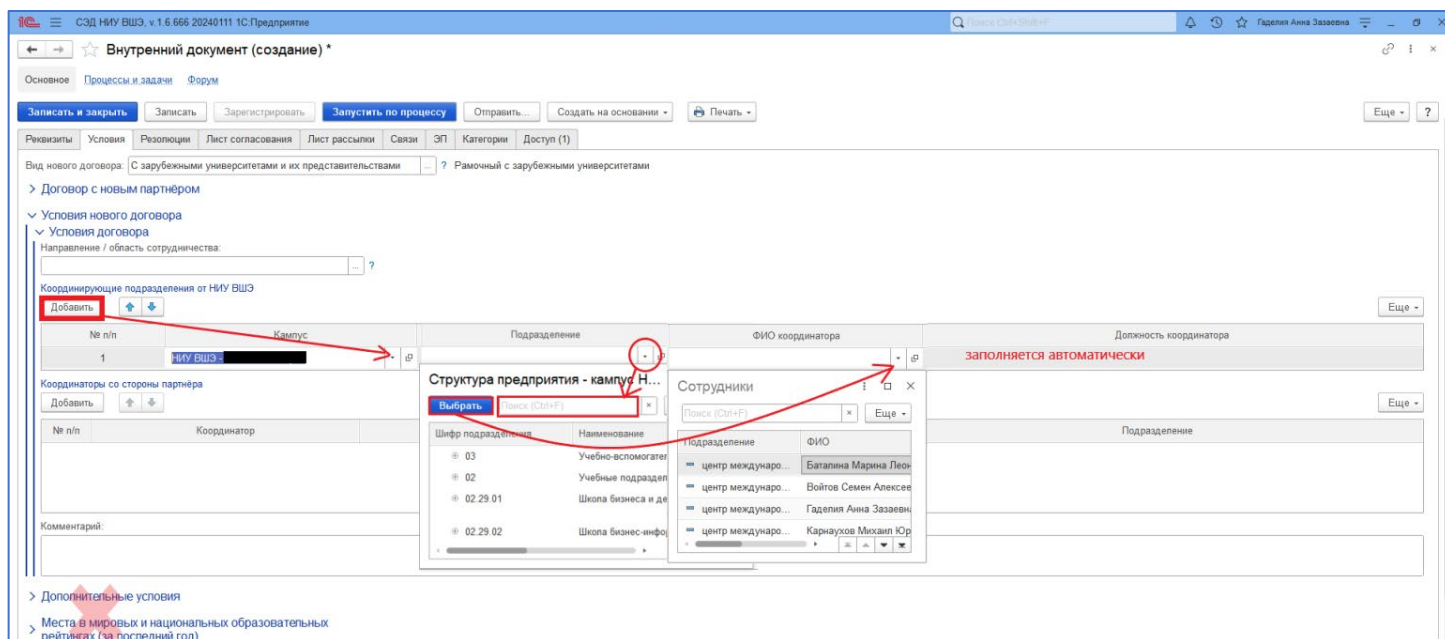 1С СЭД НИУ ВШЭ, v.1.6.666 20240111 1С:Предприятие
Поиск Ctrl+Shift+F
Гаделия Анна Зазаевна
Внутренний документ (создание) *
Основное Процессы и задачи Форум
Записать и закрыть Записать Зарегистрировать Запустить по процессу Отправить... Создать на основании Печать Еще ?
Реквизиты Условия Резолюции Лист согласования Лист рассылки Связи ЭП Категории Доступ (1)
Вид нового договора: С зарубежными университетами и их представительствами ... ? Рамочный с зарубежными университетами
Договор с новым партнёром
Условия нового договора
Условия договора
Направление / область сотрудничества:
... ?
Координирующие подразделения от НИУ ВШЭ
Добавить Еще
№ п/п Кампус Подразделение ФИО координатора Должность координатора
1 НИУ ВШЭ - заполняется автоматически
Координаторы со стороны партнёра
Добавить Еще
№ п/п Координатор Подразделение
Структура предприятия - кампус Н...
Выбрать Поиск (Ctrl+F) ×
Шифр подразделения Наименование
03 Учебно-вспомогател
02 Учебные подраздел
02.29.01 Школа бизнеса и де
02.29.02 Школа бизнес-инфо
Сотрудники
Поиск (Ctrl+F) × Еще
Подразделение ФИО
центр междунаро... Баталина Марина Леон
центр междунаро... Войтов Семен Алексее
центр междунаро... Гаделия Анна Зазаевн
центр междунаро... Карнаухов Михаил Юр
Комментарий:
Дополнительные условия
Места в мировых и национальных образовательных
рейтингах (за последний год)